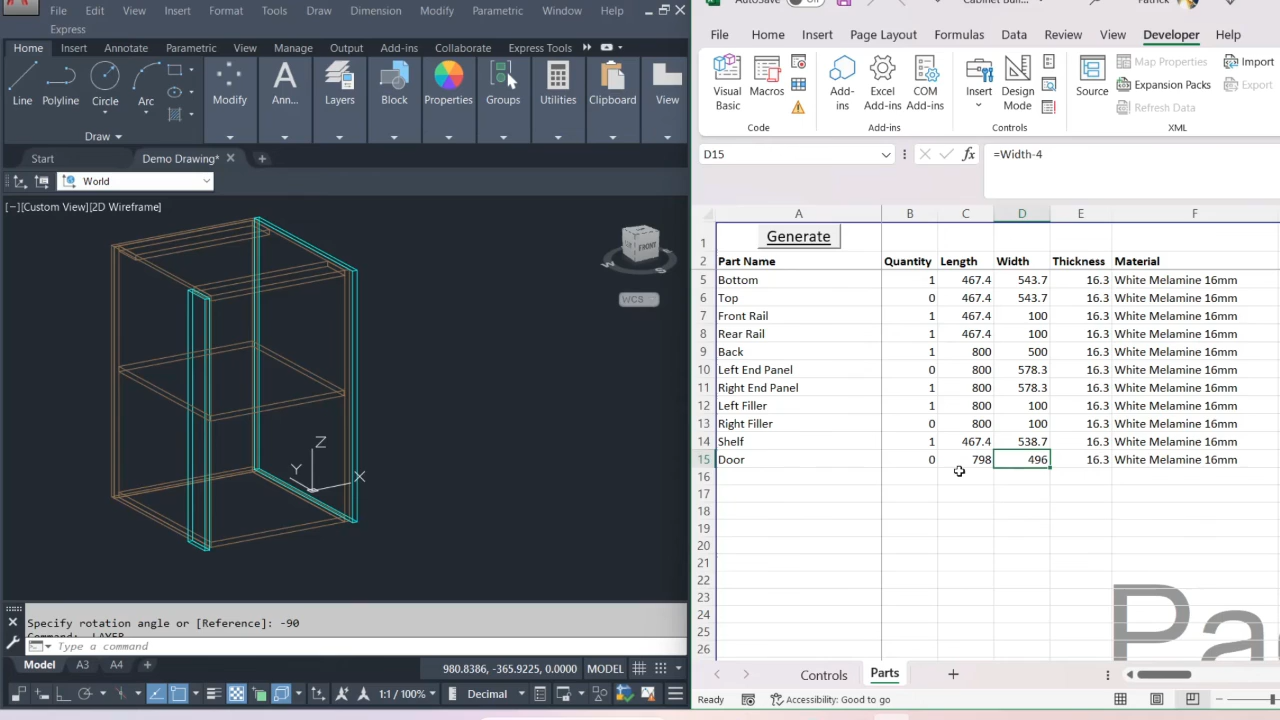 File Edit View Insert Format Tools Draw Dimension Modify Parametric Window Help
Express
Home Insert Annotate Parametric View Manage Output Add-ins Collaborate Express Tools
Line Polyline Circle Arc Modify Ann... Layers Block Properties Groups Utilities Clipboard View
Draw
Start Demo Drawing*
World
[−][Custom View][2D Wireframe]
FRONT
WCS
Z
Y X
Specify rotation angle or [Reference]: -90
Command: LAYER
Type a command
Model A3 A4
980.8386, -365.9225, 0.0000 MODEL
1:1 / 100% Decimal
AutoSave Off Cabinet Buil... Patrick
File Home Insert Page Layout Formulas Data Review View Developer Help
Visual Basic Macros Add-ins Excel Add-ins COM Add-ins Insert Design Mode Source Map Properties Import
Expansion Packs Export
Refresh Data
Code Add-ins Controls XML
D15 fx =Width-4
A B C D E F
1 Generate
2 Part Name Quantity Length Width Thickness Material
5 Bottom 1 467.4 543.7 16.3 White Melamine 16mm
6 Top 0 467.4 543.7 16.3 White Melamine 16mm
7 Front Rail 1 467.4 100 16.3 White Melamine 16mm
8 Rear Rail 1 467.4 100 16.3 White Melamine 16mm
9 Back 1 800 500 16.3 White Melamine 16mm
10 Left End Panel 0 800 578.3 16.3 White Melamine 16mm
11 Right End Panel 1 800 578.3 16.3 White Melamine 16mm
12 Left Filler 1 800 100 16.3 White Melamine 16mm
13 Right Filler 0 800 100 16.3 White Melamine 16mm
14 Shelf 1 467.4 538.7 16.3 White Melamine 16mm
15 Door 0 798 496 16.3 White Melamine 16mm
16
17
18
19
20
21
22
23
24
25
26
Pa
Controls Parts
Ready Accessibility: Good to go